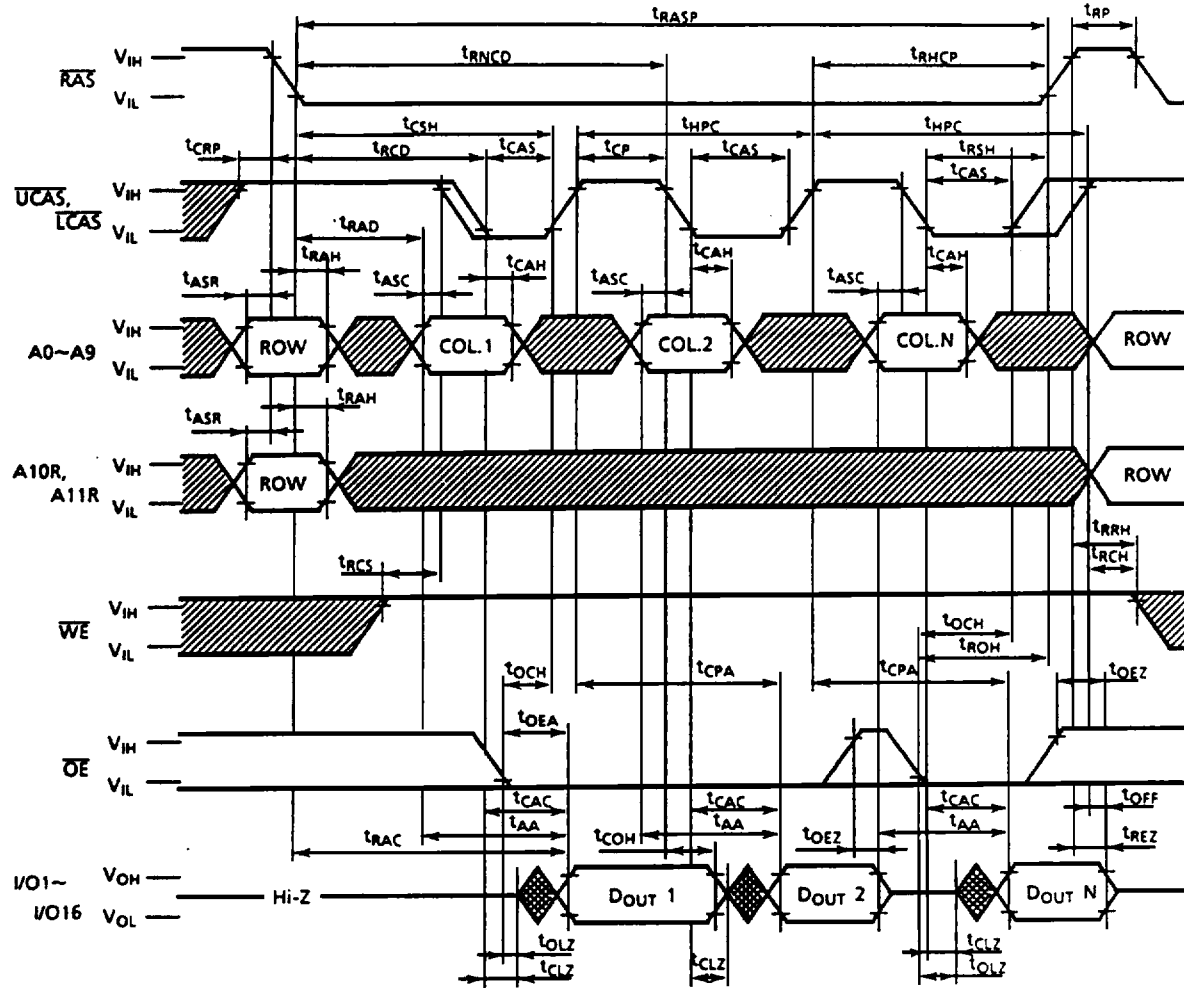 tRASP
tRP
tRNCD
tRHCP
RAS
VIH
VIL
tCSH
tHPC
tHPC
tCRP
tRCD
tCAS
tCP
tCAS
tRSH
tCAS
UCAS,
LCAS
VIH
VIL
tRAD
tRAH
tCAH
tCAH
tCAH
tASR
tASC
tASC
tASC
A0~A9
VIH
VIL
ROW
COL.1
COL.2
COL.N
ROW
tRAH
tASR
A10R,
A11R
VIH
VIL
ROW
ROW
tRRH
tRCS
tRCH
WE
VIH
VIL
tOCH
tROH
tOCH
tCPA
tCPA
tOEZ
tOEA
OE
VIH
VIL
tCAC
tCAC
tCAC
tOFF
tAA
tAA
tAA
tRAC
tCOH
tOEZ
tREZ
I/O1~
I/O16
VOH
VOL
Hi-Z
DOUT 1
DOUT 2
DOUT N
tOLZ
tCLZ
tCLZ
tCLZ
tOLZ